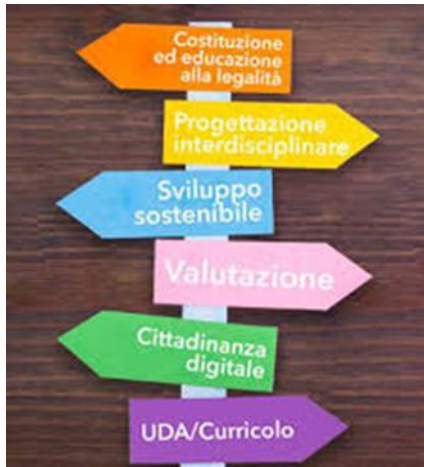 Costituzione
ed educazione
alla legalità
Progettazione
interdisciplinare
Sviluppo
sostenibile
Valutazione
Cittadinanza
digitale
UDA/Curricolo